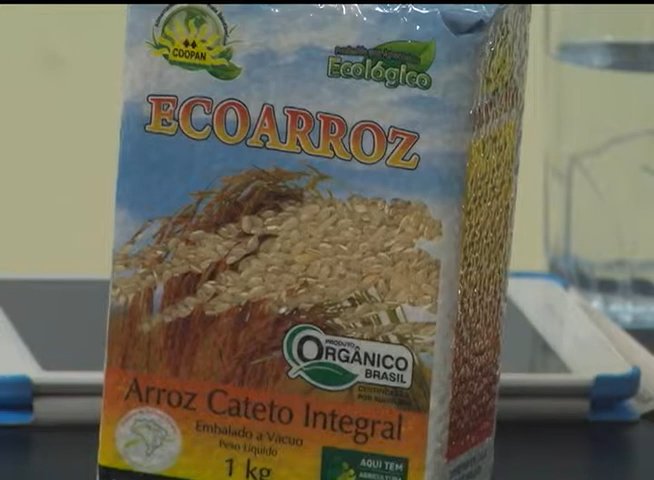 COOPAN
Ecológico
ECOARROZ
PRODUTO
ORGÂNICO
BRASIL
Arroz Cateto Integral
Embalado a Vácuo
Peso Líquido
1 kg
AQUI TEM